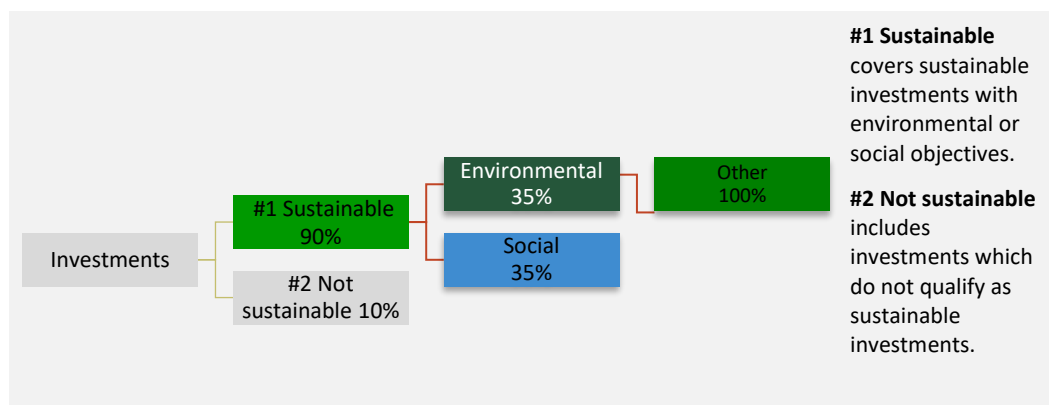 Investments
#1 Sustainable
90%
#2 Not
sustainable 10%
Environmental
35%
Social
35%
Other
100%
#1 Sustainable
covers sustainable
investments with
environmental or
social objectives.
#2 Not sustainable
includes
investments which
do not qualify as
sustainable
investments.